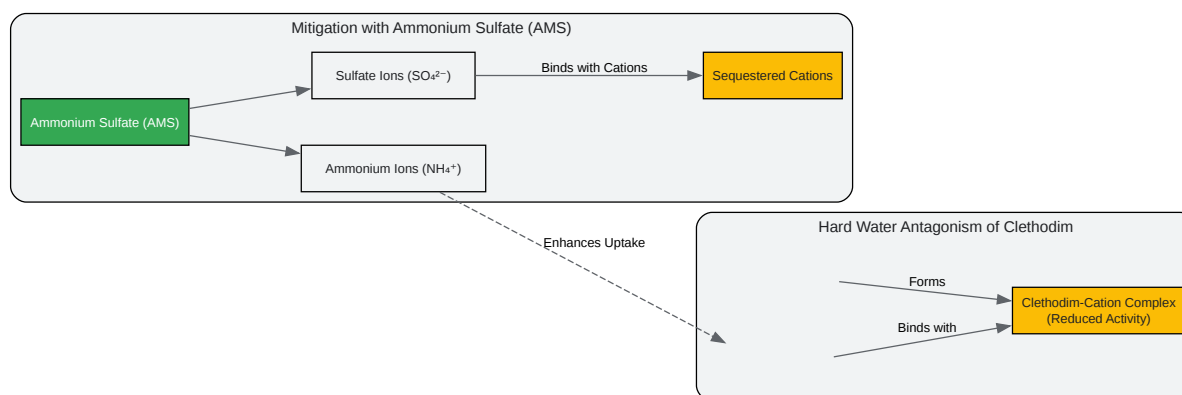 Mitigation with Ammonium Sulfate (AMS)
Sulfate Ions (SO₄²⁻)
Binds with Cations
Sequestered Cations
Ammonium Sulfate (AMS)
Ammonium Ions (NH₄⁺)
Enhances Uptake
Hard Water Antagonism of Clethodim
Forms
Clethodim-Cation Complex
(Reduced Activity)
Binds with